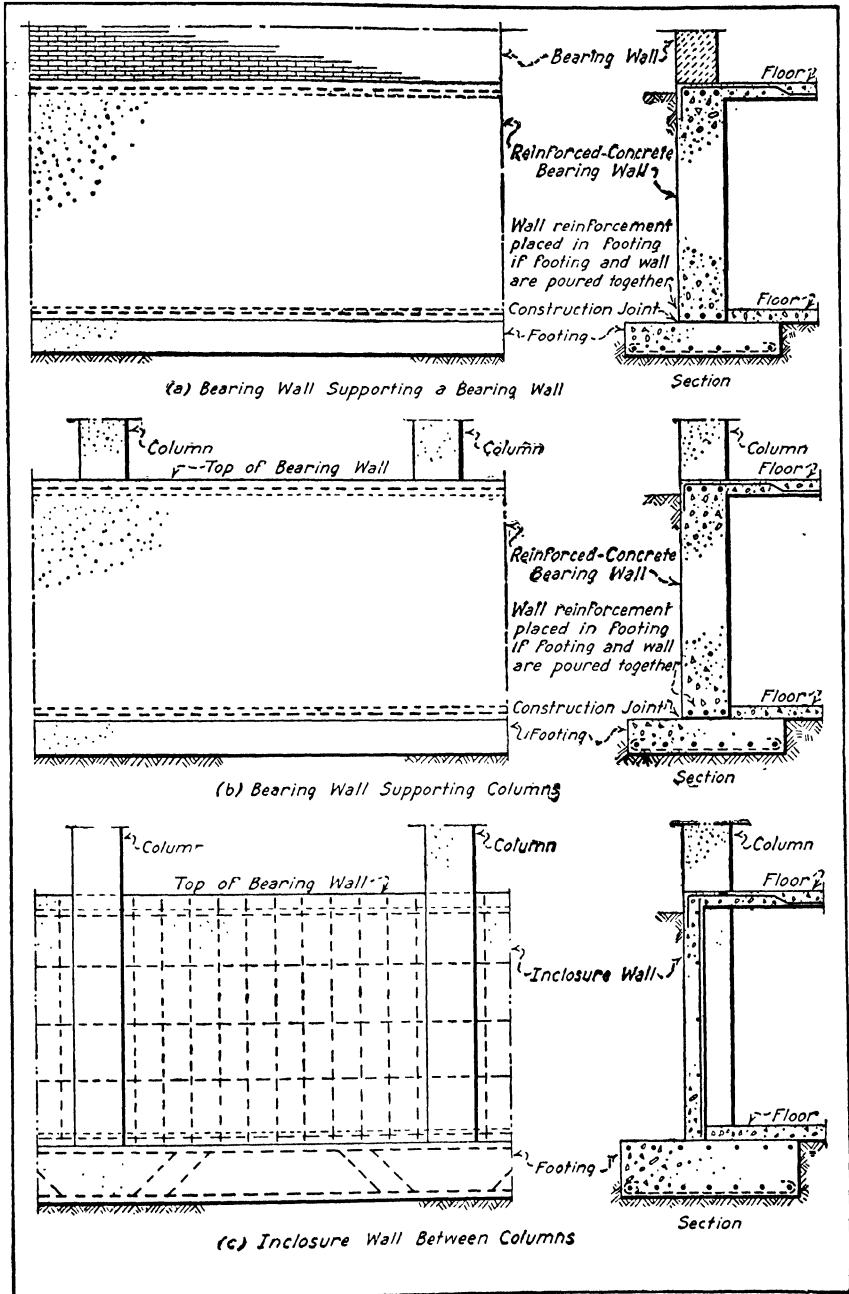 Bearing Wall
Floor
Reinforced-Concrete
Bearing Wall
Wall reinforcement
placed in footing
if footing and wall
are poured together
Construction Joint
Floor
Footing
(a) Bearing Wall Supporting a Bearing Wall
Section
Column
Column
Column
Top of Bearing Wall
Floor
Reinforced-Concrete
Bearing Wall
Wall reinforcement
placed in footing
if footing and wall
are poured together
Construction Joint
Floor
Footing
(b) Bearing Wall Supporting Columns
Section
Column
Column
Column
Top of Bearing Wall
Floor
Inclosure Wall
Floor
Footing
(c) Inclosure Wall Between Columns
Section